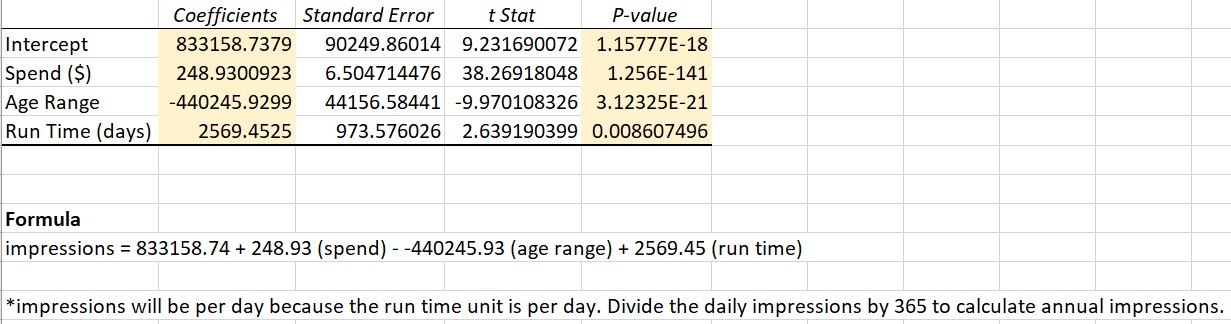 Coefficients Standard Error t Stat P-value
Intercept 833158.7379 90249.86014 9.231690072 1.15777E-18
Spend ($) 248.9300923 6.504714476 38.26918048 1.256E-141
Age Range -440245.9299 44156.58441 -9.970108326 3.12325E-21
Run Time (days) 2569.4525 973.576026 2.639190399 0.008607496
Formula
impressions = 833158.74 + 248.93 (spend) - -440245.93 (age range) + 2569.45 (run time)
*impressions will be per day because the run time unit is per day. Divide the daily impressions by 365 to calculate annual impressions.